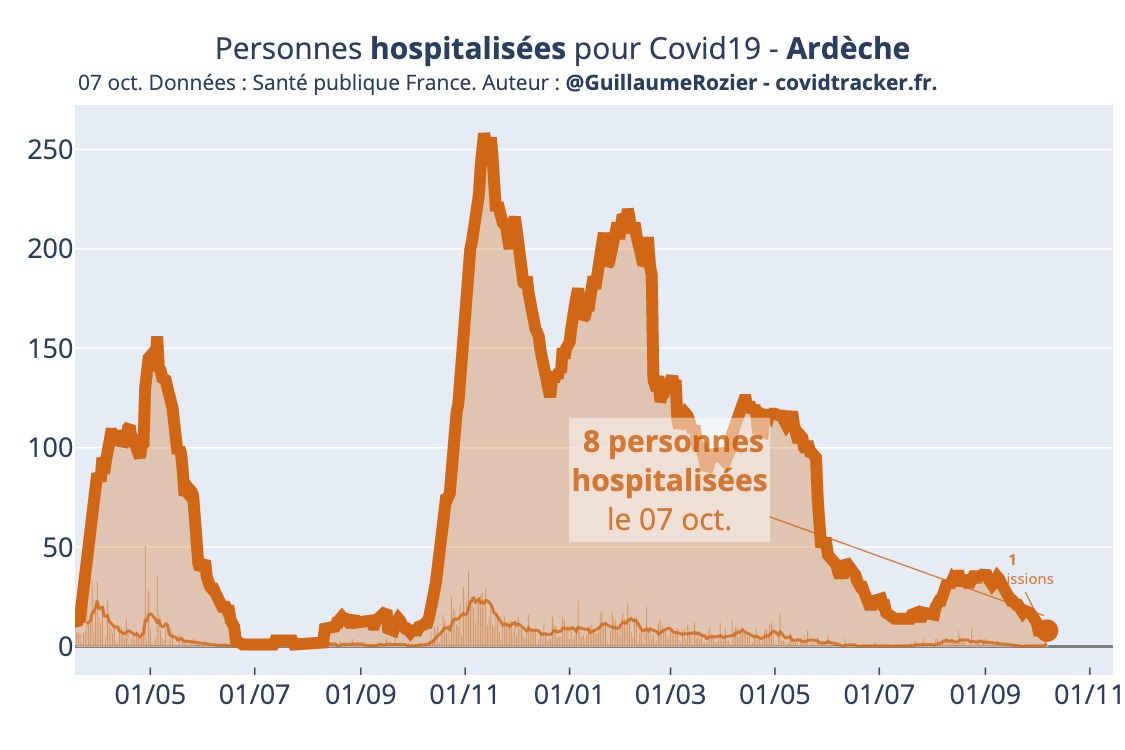 Personnes hospitalisées pour Covid19 - Ardèche
07 oct. Données : Santé publique France. Auteur : @GuillaumeRozier - covidtracker.fr.
250
200
150
100
50
0
8 personnes
hospitalisées
le 07 oct.
1
issions
01/05 01/07 01/09 01/11 01/01 01/03 01/05 01/07 01/09 01/11